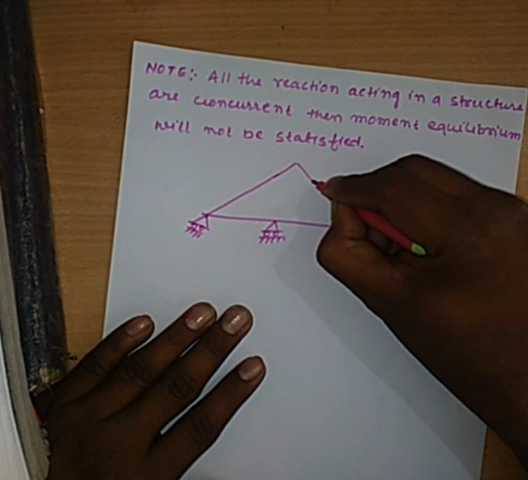 NOTE:- All the reaction acting in a structure
are concurrent then moment equilibrium
will not be statisfied.